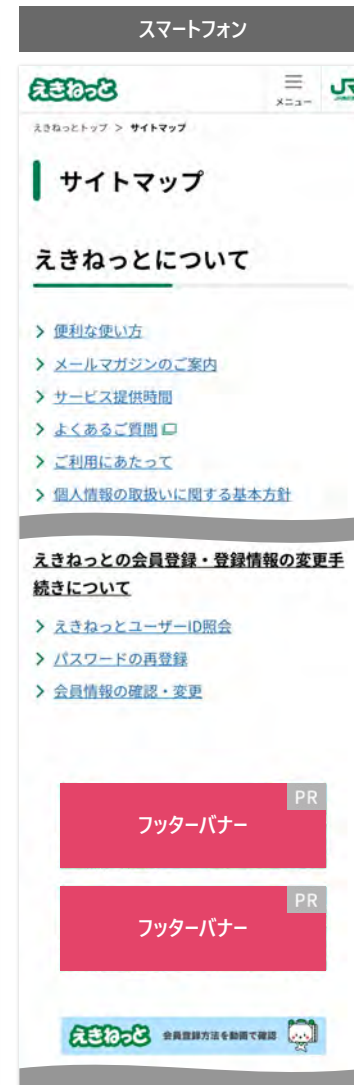 スマートフォン
えきねっと
メニュー
JR
えきねっとトップ > サイトマップ
サイトマップ
えきねっとについて
便利な使い方
メールマガジンのご案内
サービス提供時間
よくあるご質問
ご利用にあたって
個人情報の取扱いに関する基本方針
えきねっとの会員登録・登録情報の変更手
続きについて
えきねっとユーザーID照会
パスワードの再登録
会員情報の確認・変更
PR
フッターバナー
PR
フッターバナー
えきねっと 会員登録方法を動画で確認